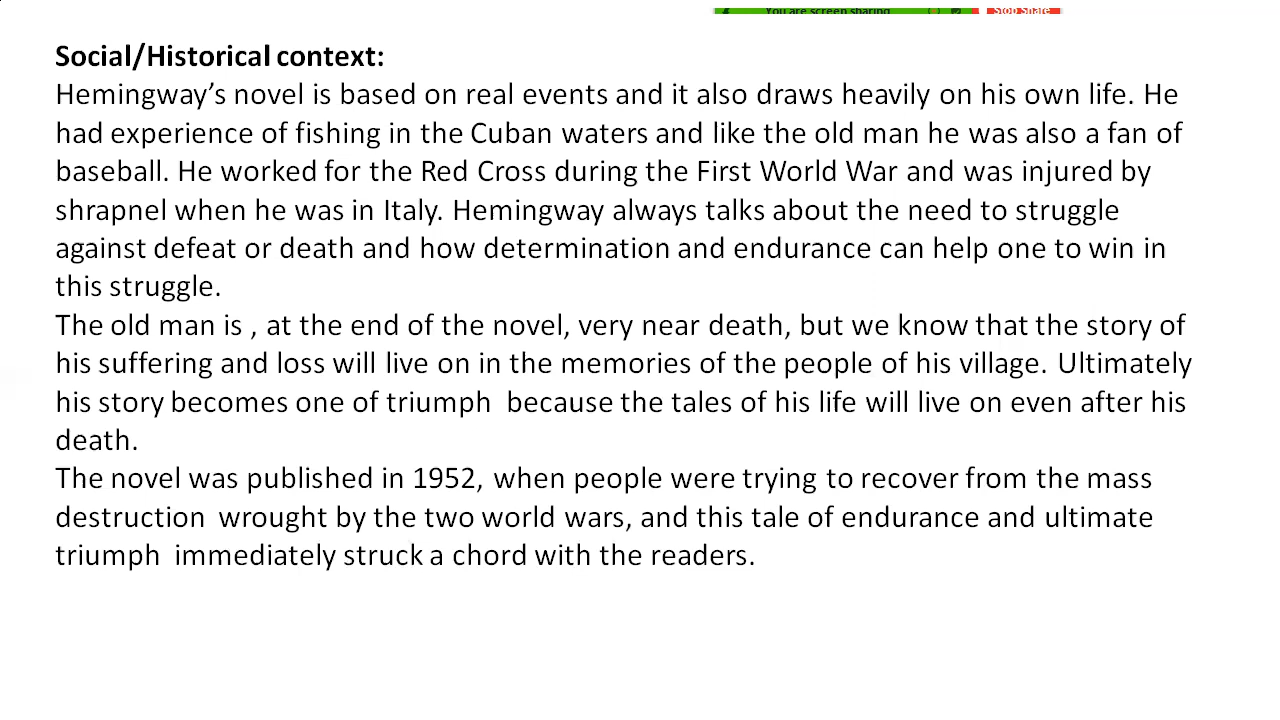 You are screen sharing Stop Share
Social/Historical context:
Hemingway’s novel is based on real events and it also draws heavily on his own life. He
had experience of fishing in the Cuban waters and like the old man he was also a fan of
baseball. He worked for the Red Cross during the First World War and was injured by
shrapnel when he was in Italy. Hemingway always talks about the need to struggle
against defeat or death and how determination and endurance can help one to win in
this struggle.
The old man is , at the end of the novel, very near death, but we know that the story of
his suffering and loss will live on in the memories of the people of his village. Ultimately
his story becomes one of triumph  because the tales of his life will live on even after his
death.
The novel was published in 1952, when people were trying to recover from the mass
destruction  wrought by the two world wars, and this tale of endurance and ultimate
triumph  immediately struck a chord with the readers.